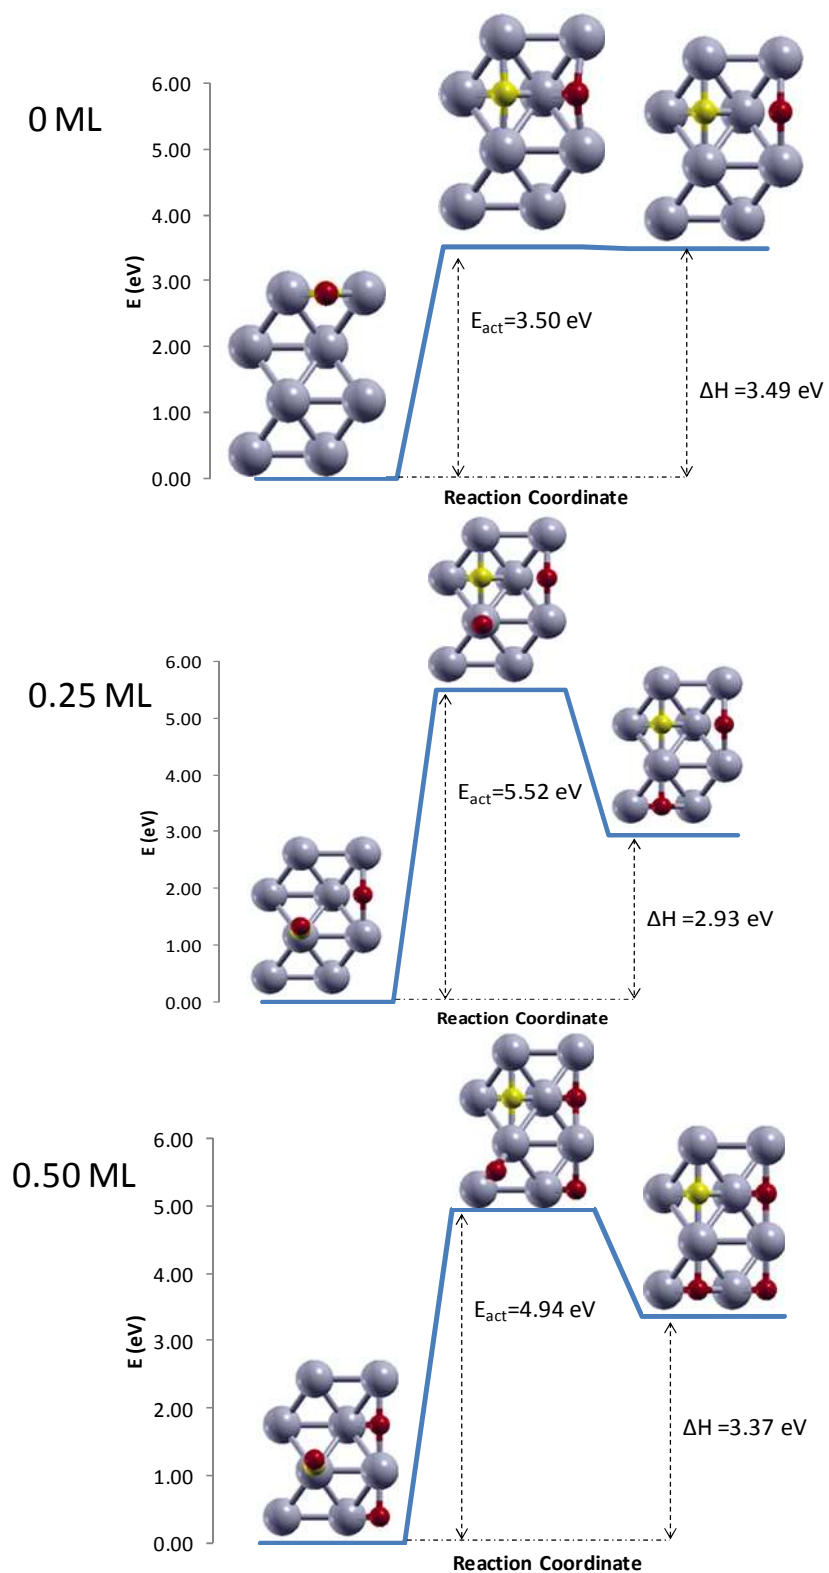 0 ML
E (eV)
6.00
5.00
4.00
3.00
2.00
1.00
0.00
E_act=3.50 eV
ΔH =3.49 eV
Reaction Coordinate
0.25 ML
E (eV)
6.00
5.00
4.00
3.00
2.00
1.00
0.00
E_act=5.52 eV
ΔH =2.93 eV
Reaction Coordinate
0.50 ML
E (eV)
6.00
5.00
4.00
3.00
2.00
1.00
0.00
E_act=4.94 eV
ΔH =3.37 eV
Reaction Coordinate